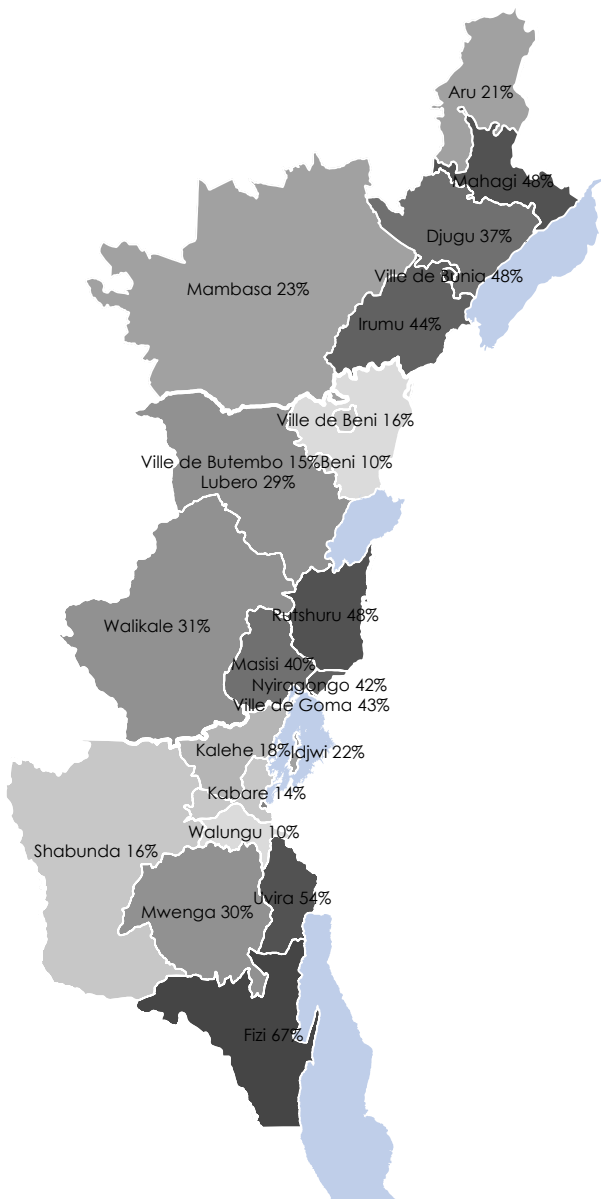 Aru 21%
Mahagi 48%
Djugu 37%
Ville de Bunia 48%
Mambasa 23%
Irumu 44%
Ville de Beni 16%
Ville de Butembo 15%
Beni 10%
Lubero 29%
Rutshuru 48%
Walikale 31%
Masisi 40%
Nyiragongo 42%
Ville de Goma 43%
Kalehe 18%
Idjwi 22%
Kabare 14%
Walungu 10%
Shabunda 16%
Uvira 54%
Mwenga 30%
Fizi 67%